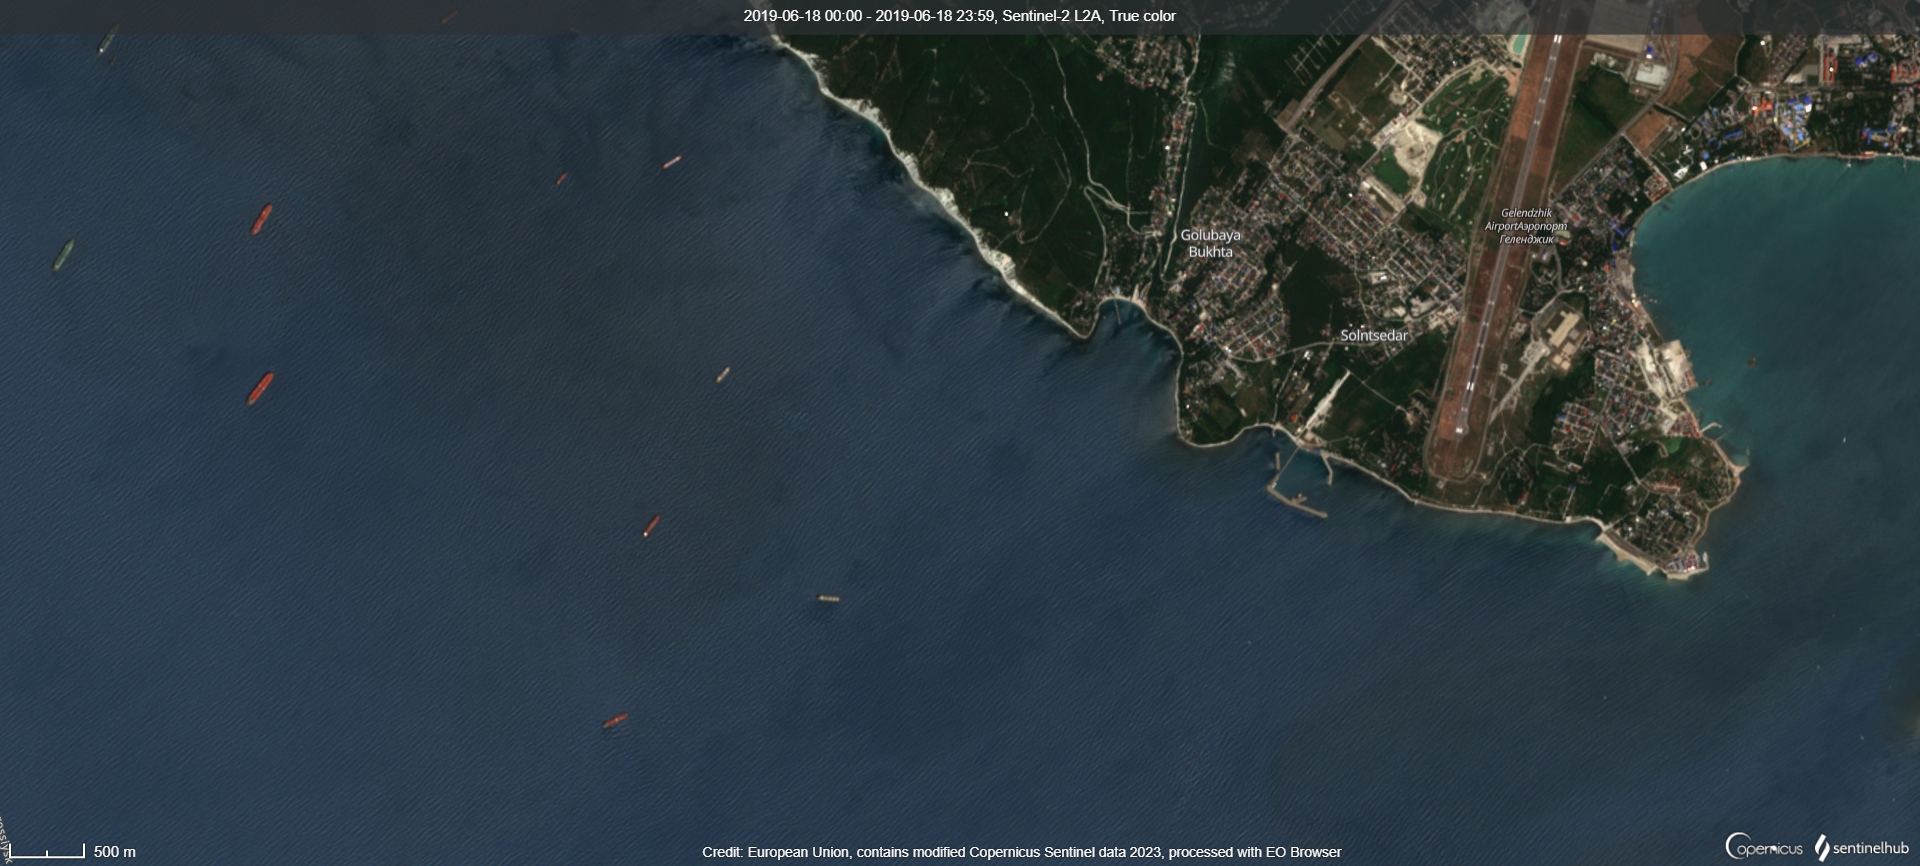 2019-06-18 00:00 - 2019-06-18 23:59, Sentinel-2 L2A, True color
Gelendzhik
AirportАэропорт
Геленджик
Golubaya
Bukhta
Solntsedar
500 m
Credit: European Union, contains modified Copernicus Sentinel data 2023, processed with EO Browser
Copernicus
sentinelhub